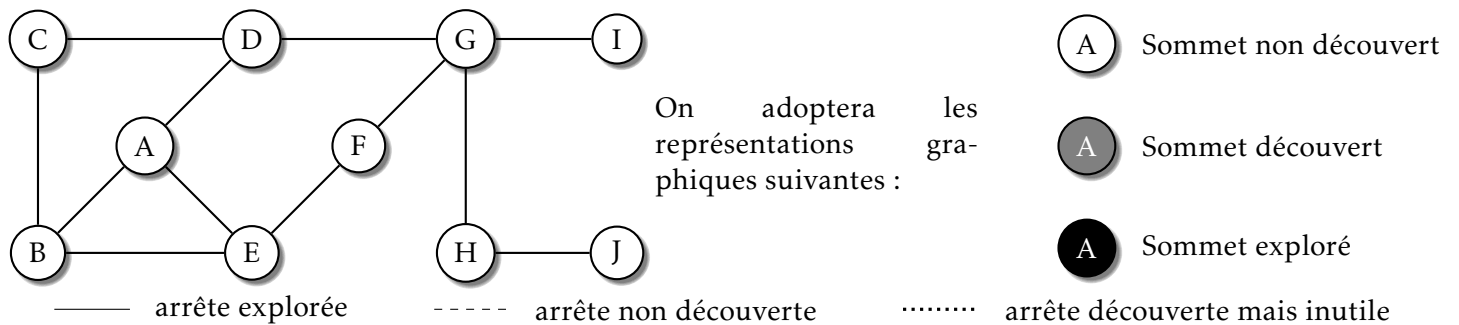 C D G I
A Sommet non découvert
On adoptera les
représentations gra-
phiques suivantes :
A F
A Sommet découvert
B E H J
A Sommet exploré
arrête explorée
arrête non découverte
arrête découverte mais inutile